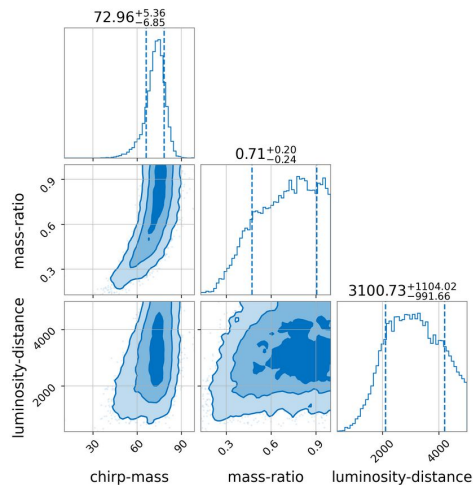 72.96+5.36−6.85
mass-ratio
0.9
0.6
0.3
0.71+0.20−0.24
luminosity-distance
4000
2000
3100.73+1104.02−991.66
30 60 90
0.3 0.6 0.9
2000 4000
chirp-mass mass-ratio luminosity-distance